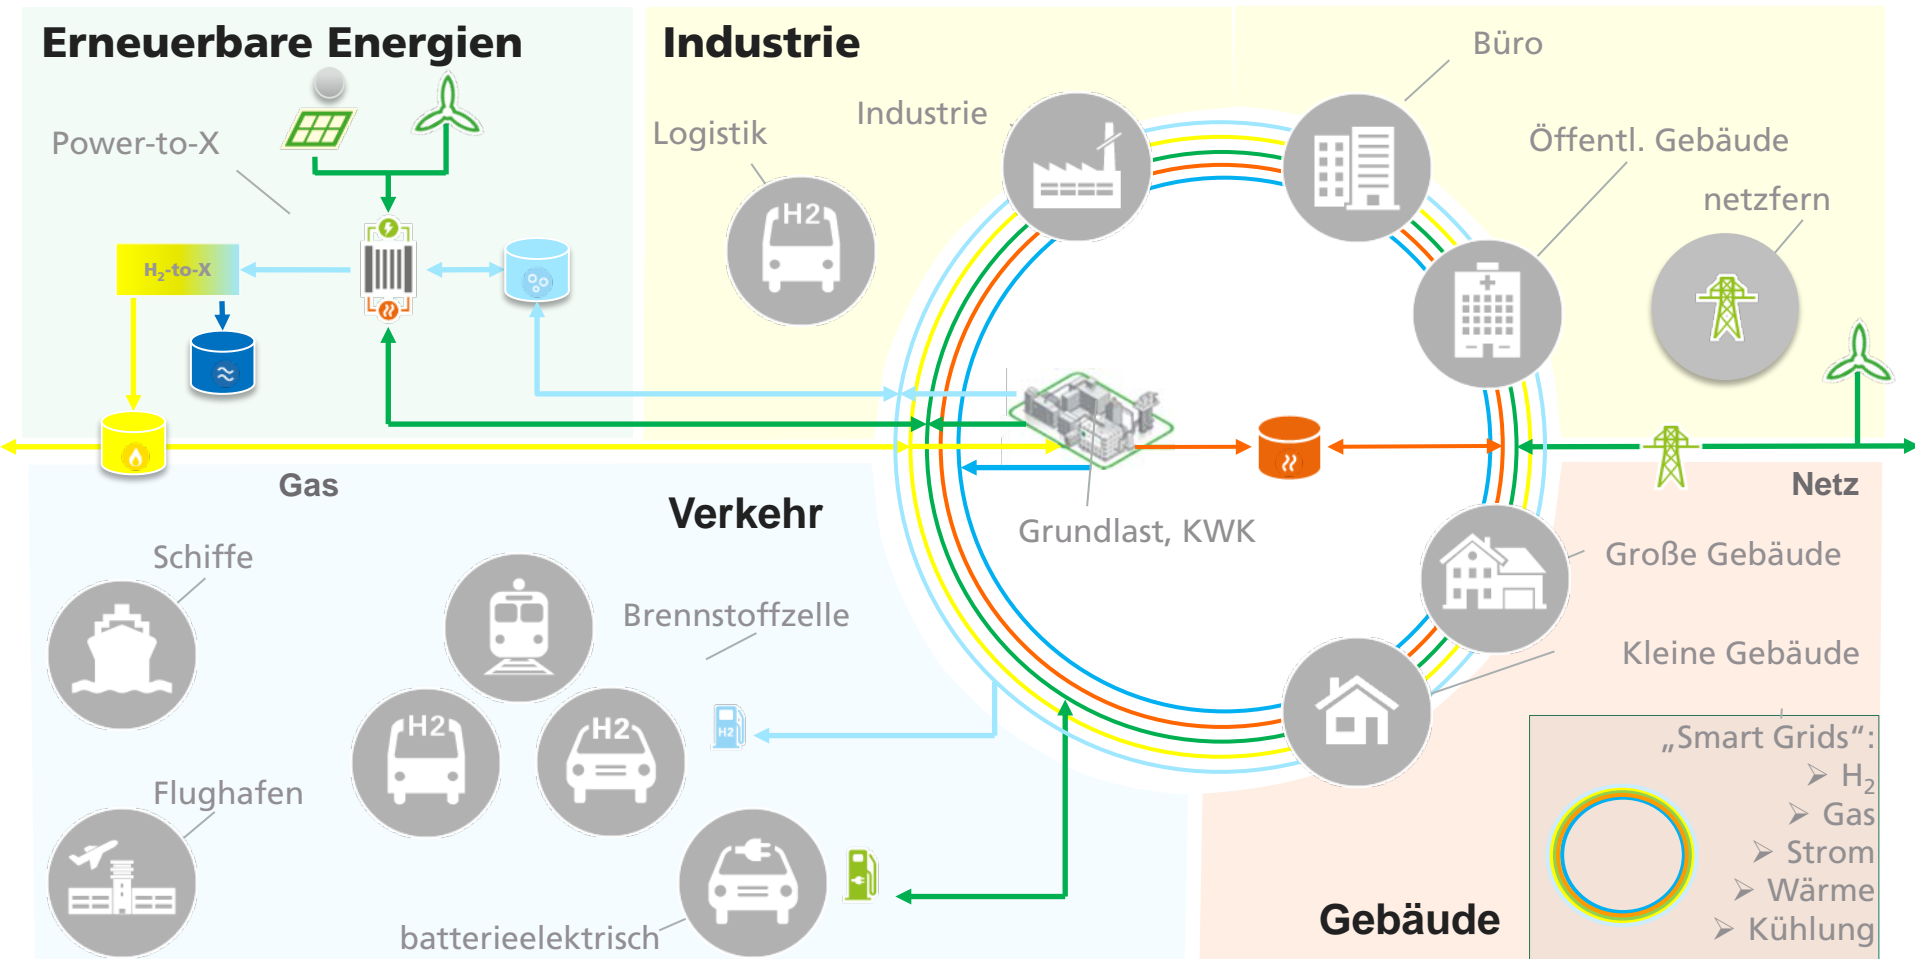 Erneuerbare Energien
Industrie
Büro
Power-to-X
Logistik
Industrie
Öffentl. Gebäude
netzfern
H2
H₂-to-X
Gas
Netz
Verkehr
Grundlast, KWK
Schiffe
Brennstoffzelle
Große Gebäude
Kleine Gebäude
H2
H2
H2
Flughafen
batterieelektrisch
Gebäude
„Smart Grids“:
➢ H₂
➢ Gas
➢ Strom
➢ Wärme
➢ Kühlung